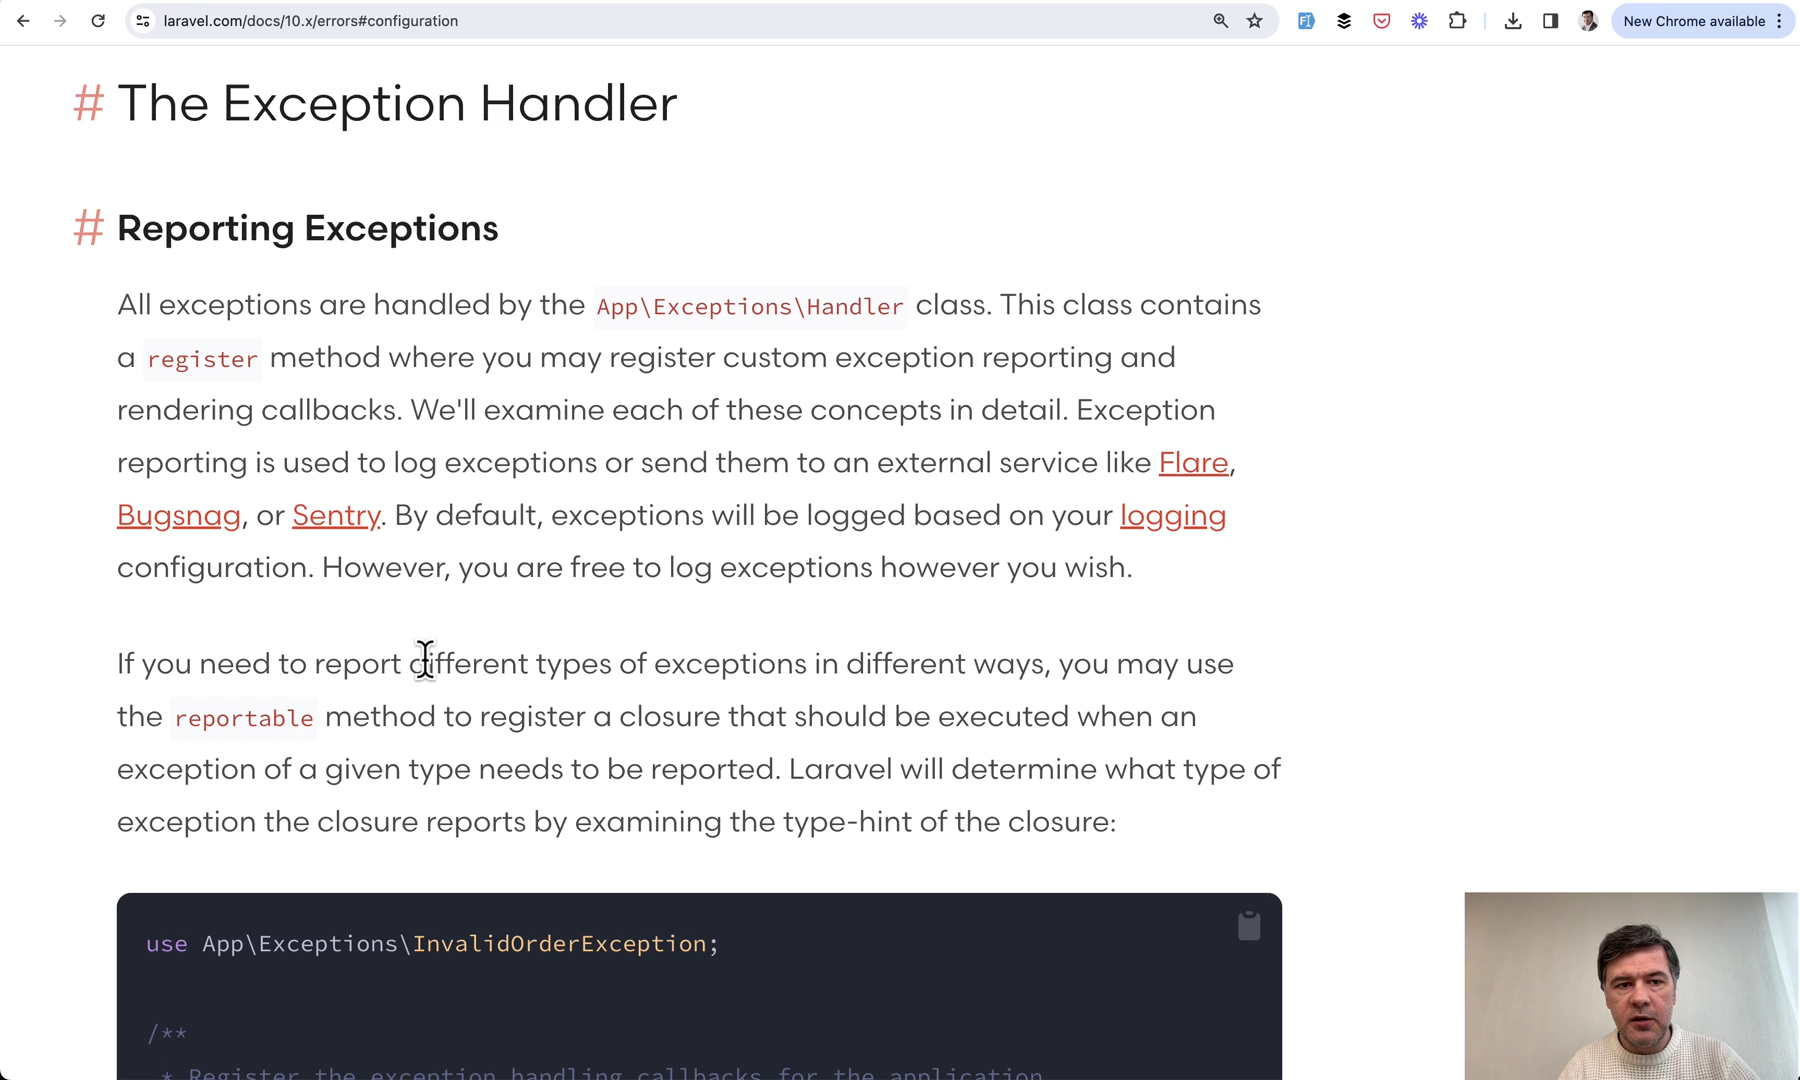 laravel.com/docs/10.x/errors#configuration
New Chrome available
# The Exception Handler
# Reporting Exceptions
All exceptions are handled by the App\Exceptions\Handler class. This class contains
a register method where you may register custom exception reporting and
rendering callbacks. We'll examine each of these concepts in detail. Exception
reporting is used to log exceptions or send them to an external service like Flare,
Bugsnag, or Sentry. By default, exceptions will be logged based on your logging
configuration. However, you are free to log exceptions however you wish.
If you need to report different types of exceptions in different ways, you may use
the reportable method to register a closure that should be executed when an
exception of a given type needs to be reported. Laravel will determine what type of
exception the closure reports by examining the type-hint of the closure:
use App\Exceptions\InvalidOrderException;
/**
* Register the exception handling callbacks for the application